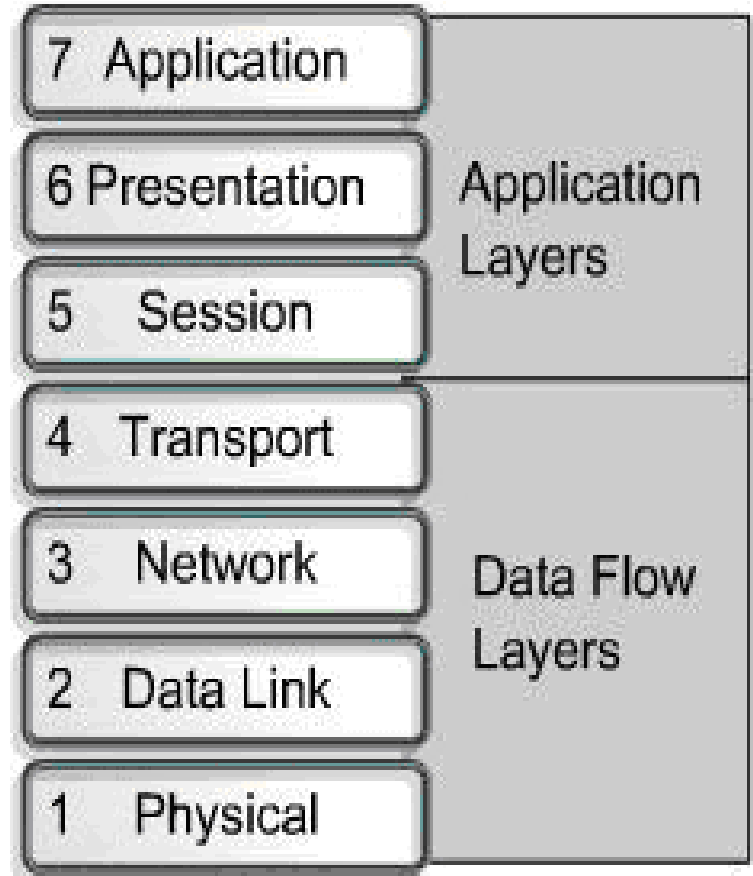 7 Application
6 Presentation
5 Session
Application
Layers
4 Transport
3 Network
2 Data Link
1 Physical
Data Flow
Layers